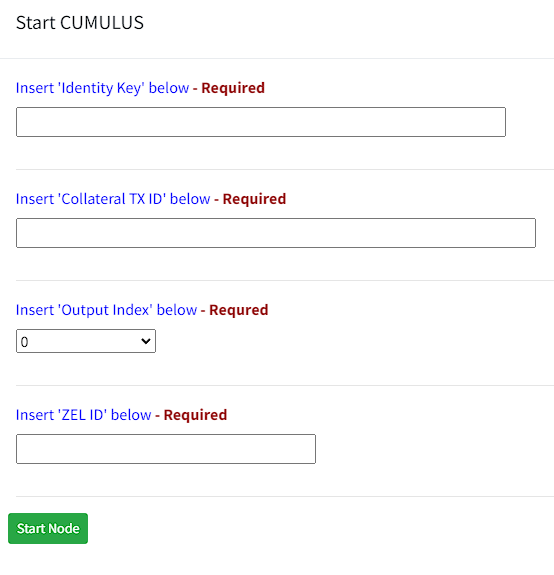 Start CUMULUS
Insert 'Identity Key' below - Required
Insert 'Collateral TX ID' below - Required
Insert 'Output Index' below - Requred
0
Insert 'ZEL ID' below - Required
Start Node